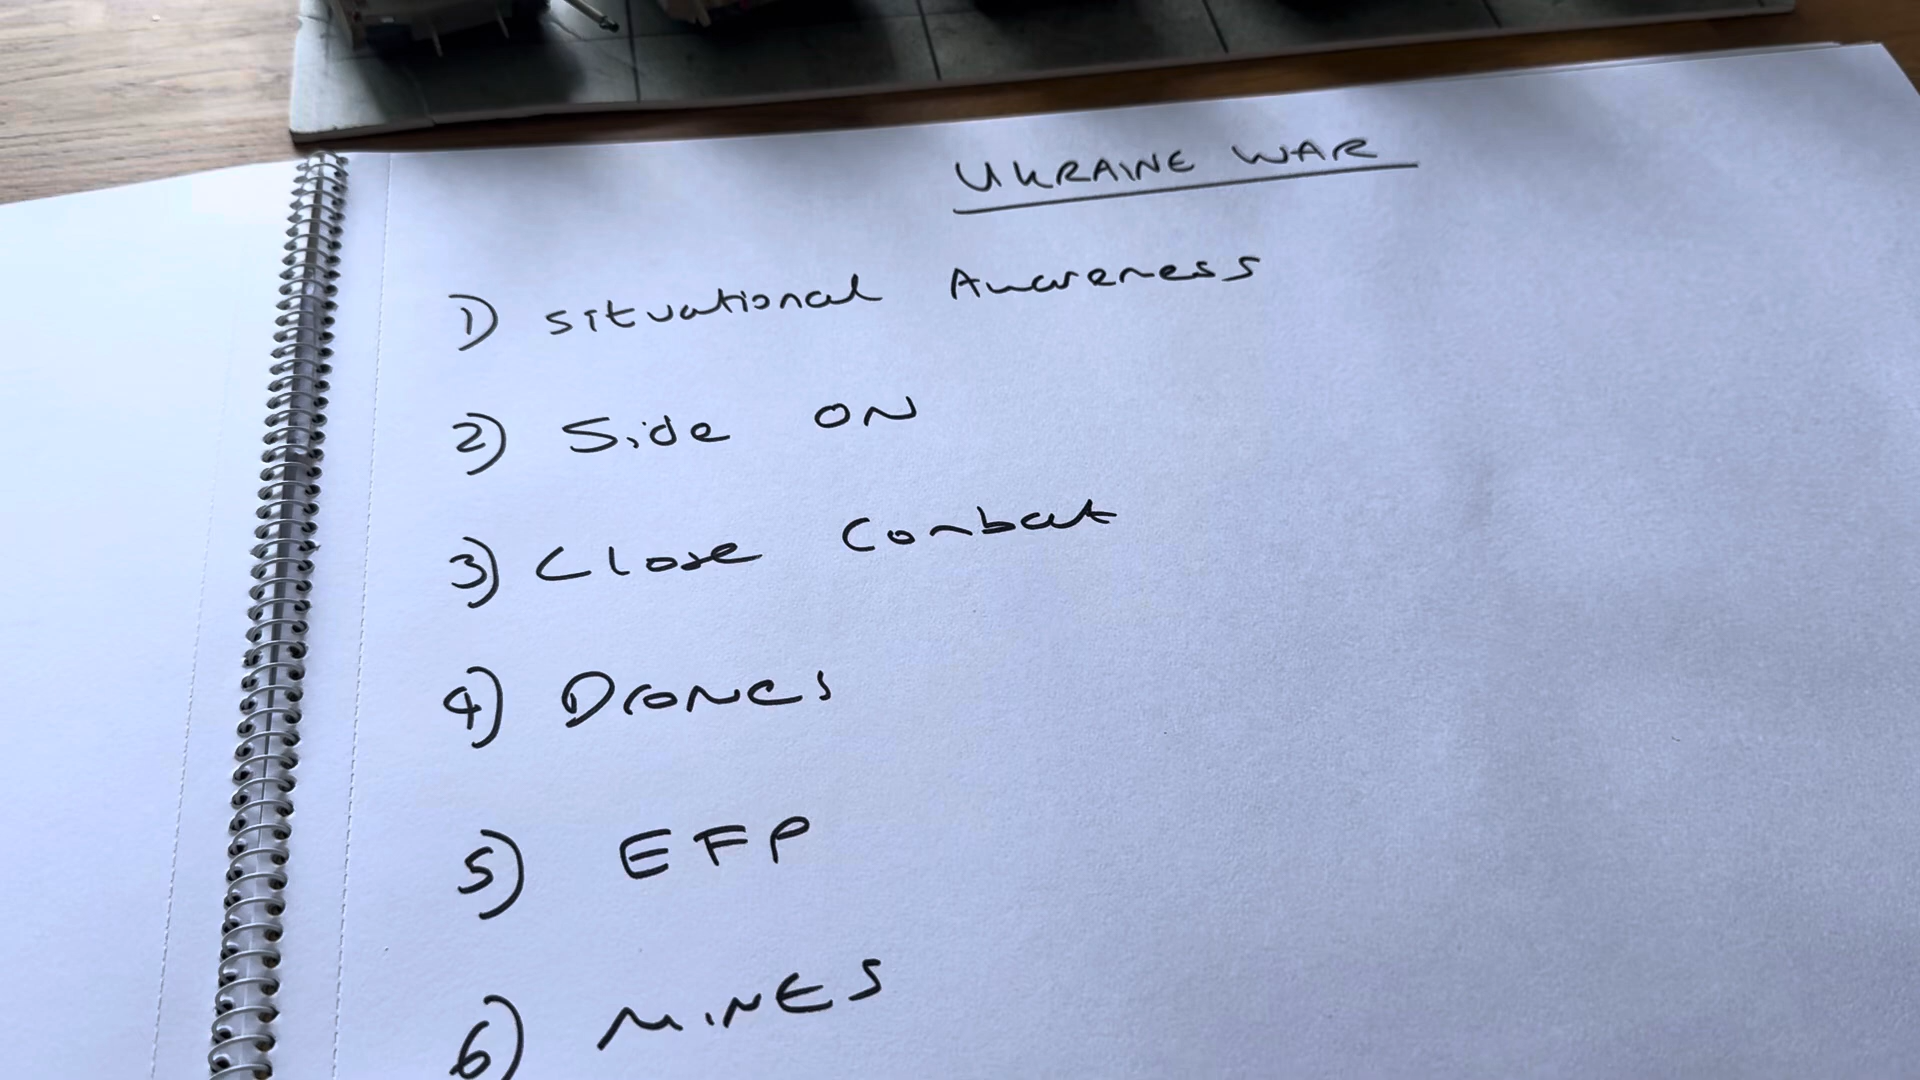 UKRAINE WAR
1) Situational Awareness
2) Side ON
3) Close Combat
4) Drones
5) EFP
6) MINES